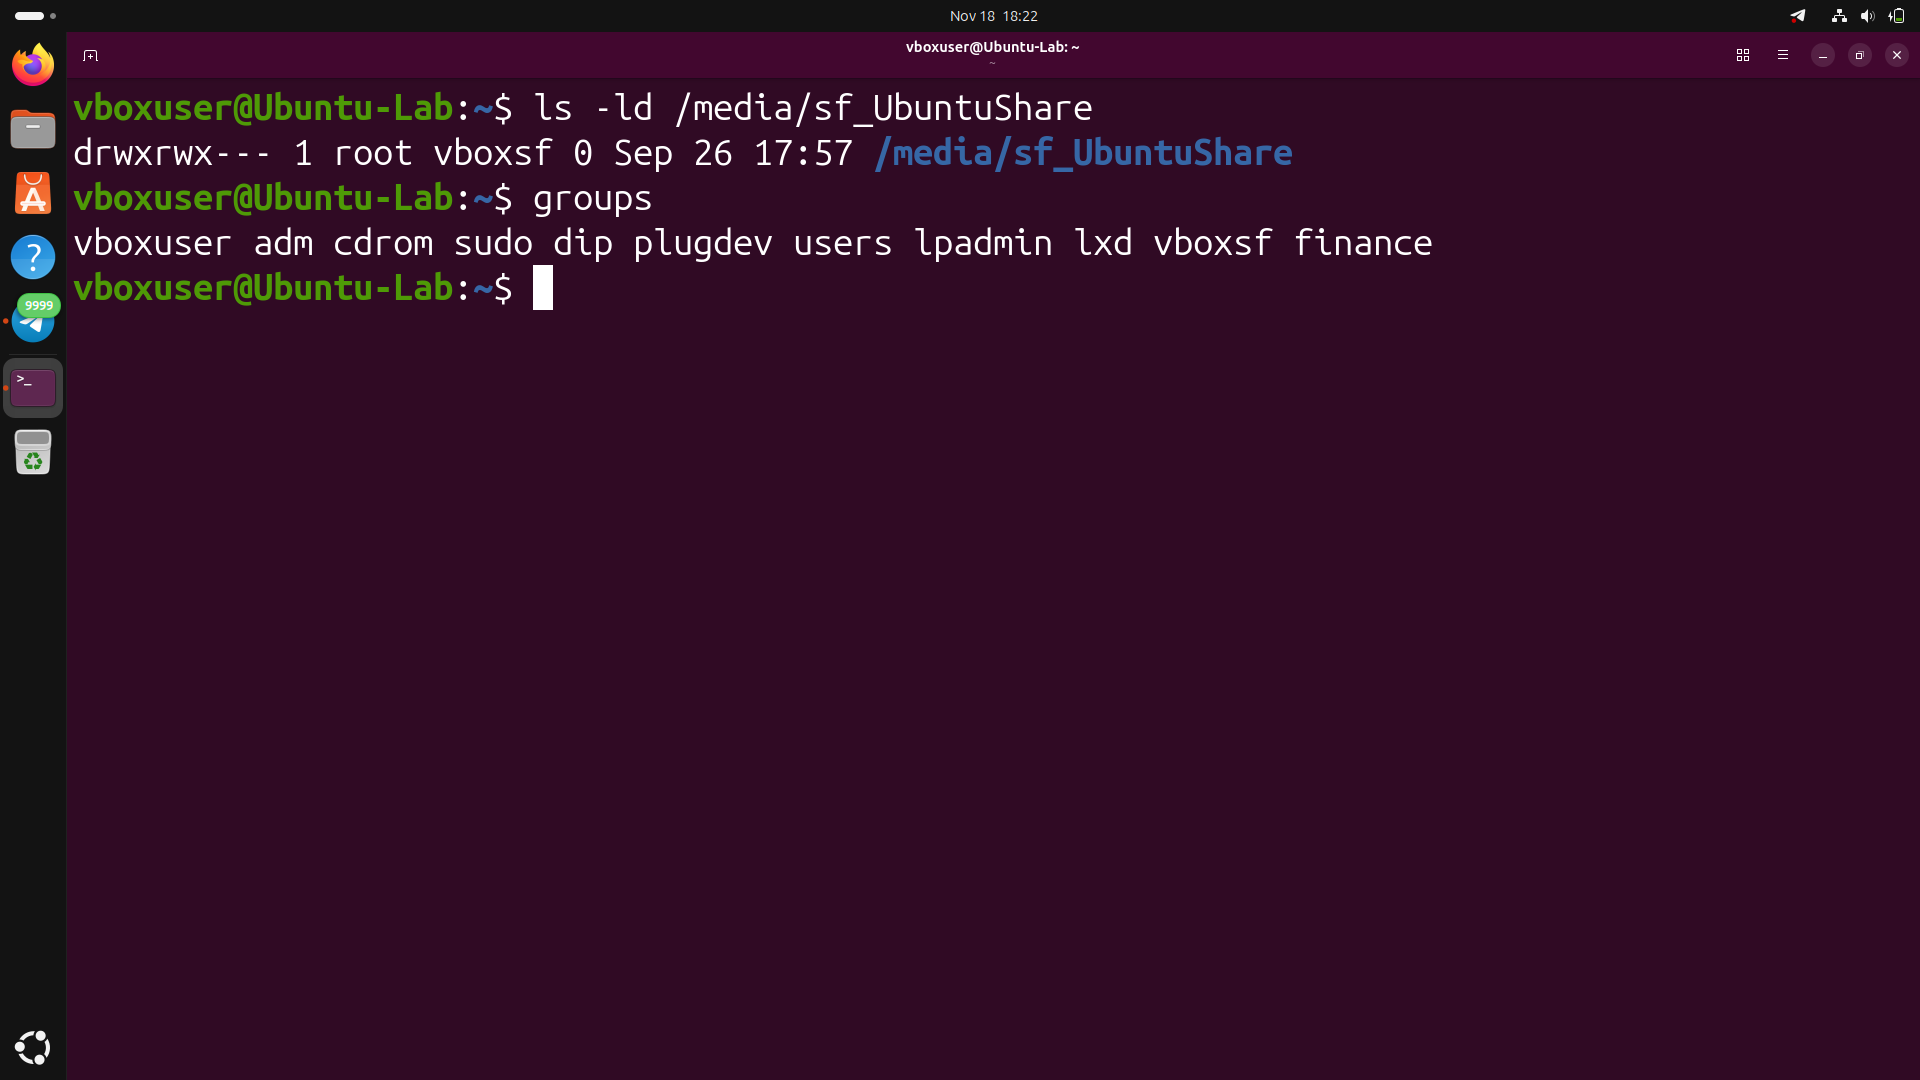 Nov 18 18:22
vboxuser@Ubuntu-Lab: ~
~
vboxuser@Ubuntu-Lab:~$ ls -ld /media/sf_UbuntuShare
drwxrwx--- 1 root vboxsf 0 Sep 26 17:57 /media/sf_UbuntuShare
vboxuser@Ubuntu-Lab:~$ groups
vboxuser adm cdrom sudo dip plugdev users lpadmin lxd vboxsf finance
vboxuser@Ubuntu-Lab:~$
9999
>_